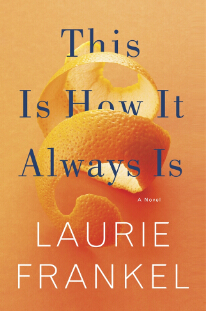 This
Is How It
Always Is
A Novel
LAURIE
FRANKEL